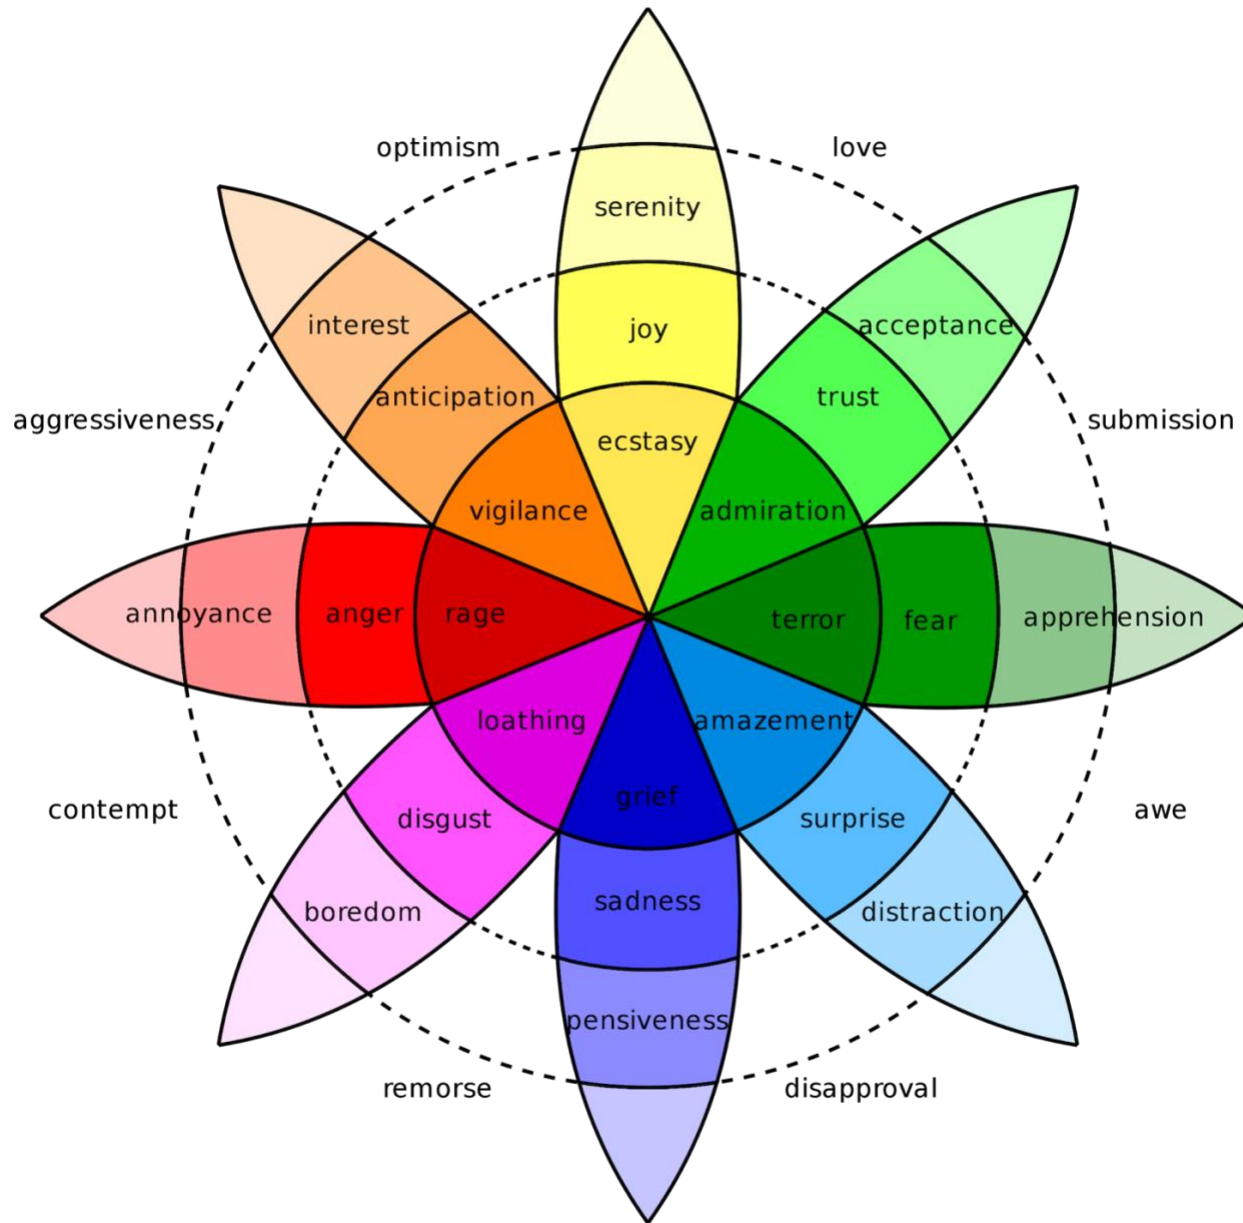 optimism
love
serenity
interest
joy
acceptance
anticipation
trust
aggressiveness
submission
ecstasy
vigilance
admiration
annoyance
anger
rage
terror
fear
apprehension
loathing
amazement
contempt
grief
awe
disgust
surprise
sadness
boredom
distraction
pensiveness
remorse
disapproval